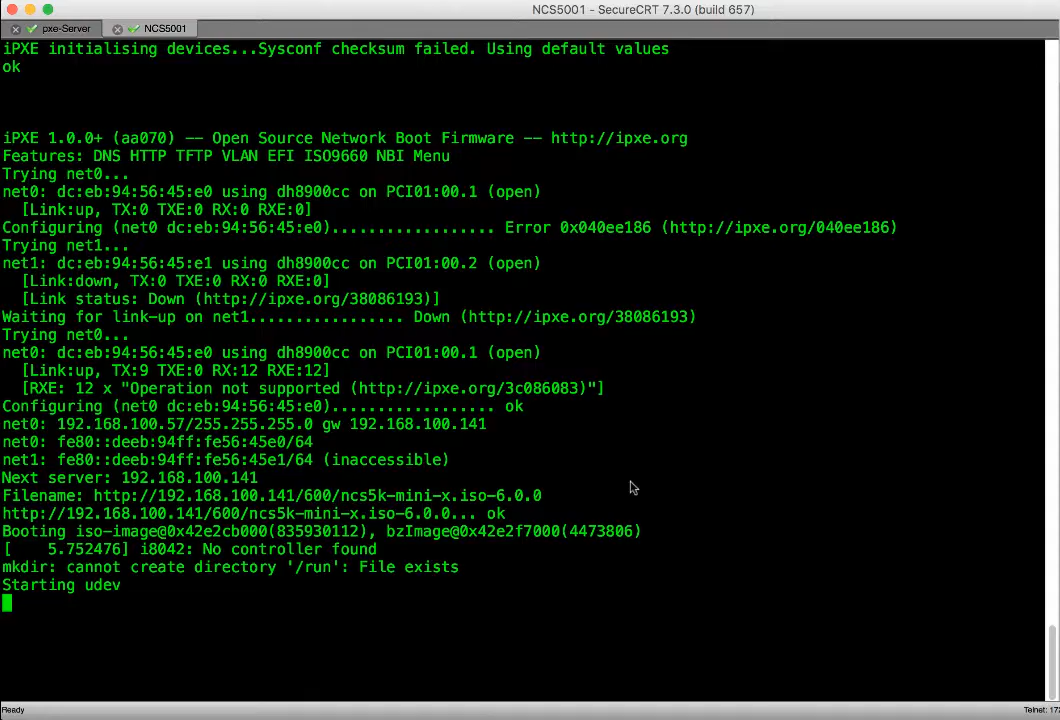 NCS5001 - SecureCRT 7.3.0 (build 657)
pxe-Server
NCS5001
iPXE initialising devices...Sysconf checksum failed. Using default values
ok
iPXE 1.0.0+ (aa070) -- Open Source Network Boot Firmware -- http://ipxe.org
Features: DNS HTTP TFTP VLAN EFI ISO9660 NBI Menu
Trying net0...
net0: dc:eb:94:56:45:e0 using dh8900cc on PCI01:00.1 (open)
[Link:up, TX:0 TXE:0 RX:0 RXE:0]
Configuring (net0 dc:eb:94:56:45:e0).................. Error 0x040ee186 (http://ipxe.org/040ee186)
Trying net1...
net1: dc:eb:94:56:45:e1 using dh8900cc on PCI01:00.2 (open)
[Link:down, TX:0 TXE:0 RX:0 RXE:0]
[Link status: Down (http://ipxe.org/38086193)]
Waiting for link-up on net1................. Down (http://ipxe.org/38086193)
Trying net0...
net0: dc:eb:94:56:45:e0 using dh8900cc on PCI01:00.1 (open)
[Link:up, TX:9 TXE:0 RX:12 RXE:12]
[RXE: 12 x "Operation not supported (http://ipxe.org/3c086083)"]
Configuring (net0 dc:eb:94:56:45:e0).................. ok
net0: 192.168.100.57/255.255.255.0 gw 192.168.100.141
net0: fe80::deeb:94ff:fe56:45e0/64
net1: fe80::deeb:94ff:fe56:45e1/64 (inaccessible)
Next server: 192.168.100.141
Filename: http://192.168.100.141/600/ncs5k-mini-x.iso-6.0.0
http://192.168.100.141/600/ncs5k-mini-x.iso-6.0.0... ok
Booting iso-image@0x42e2cb000(835930112), bzImage@0x42e2f7000(4473806)
[    5.752476] i8042: No controller found
mkdir: cannot create directory '/run': File exists
Starting udev
Ready
Telnet: 17